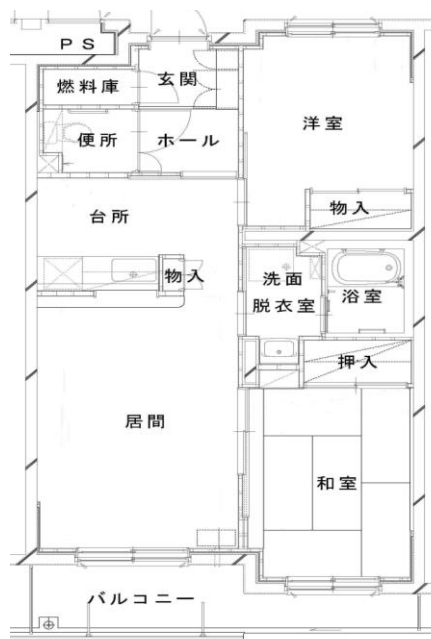 PS
燃料庫
玄関
便所
ホール
洋室
物入
台所
物入
洗面
脱衣室
浴室
押入
居間
和室
バルコニー